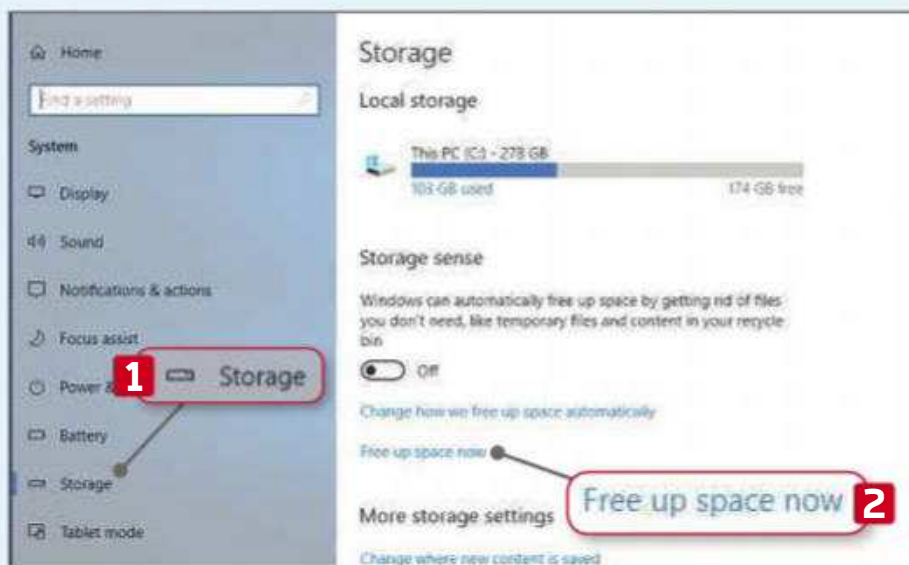 Home
Find a setting
System
Display
Sound
Notifications & actions
Focus assist
Power &
1 Storage
Battery
Storage
Tablet mode
Storage
Local storage
This PC (C:) - 278 GB
103 GB used 174 GB free
Storage sense
Windows can automatically free up space by getting rid of files
you don't need, like temporary files and content in your recycle
bin
Off
Change how we free up space automatically
Free up space now
Free up space now 2
More storage settings
Change where new content is saved